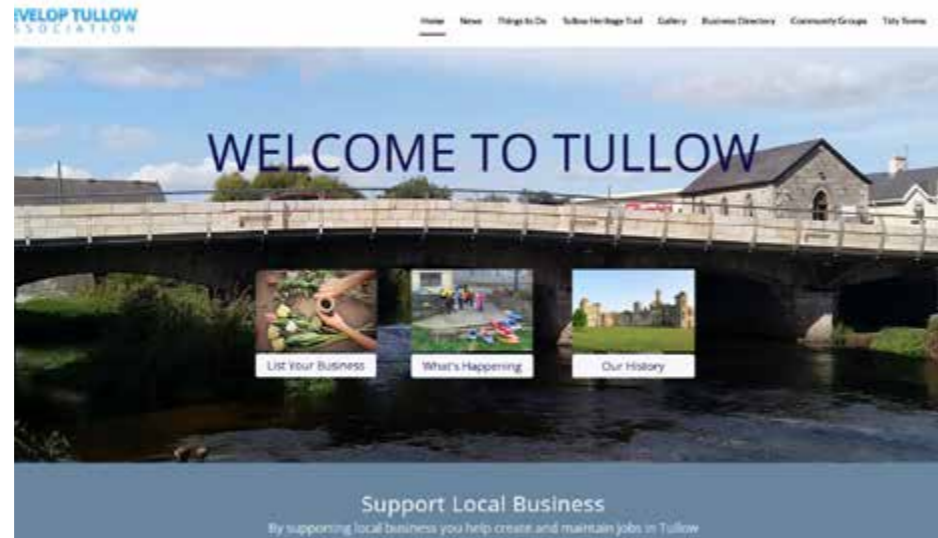 EVELOP TULLOW
SSOCIATION
Home News Things to Do Tullow Heritage Trail Gallery Business Directory Community Groups Tidy Towns
WELCOME TO TULLOW
List Your Business
What's Happening
Our History
Support Local Business
By supporting local business you help create and maintain jobs in Tullow